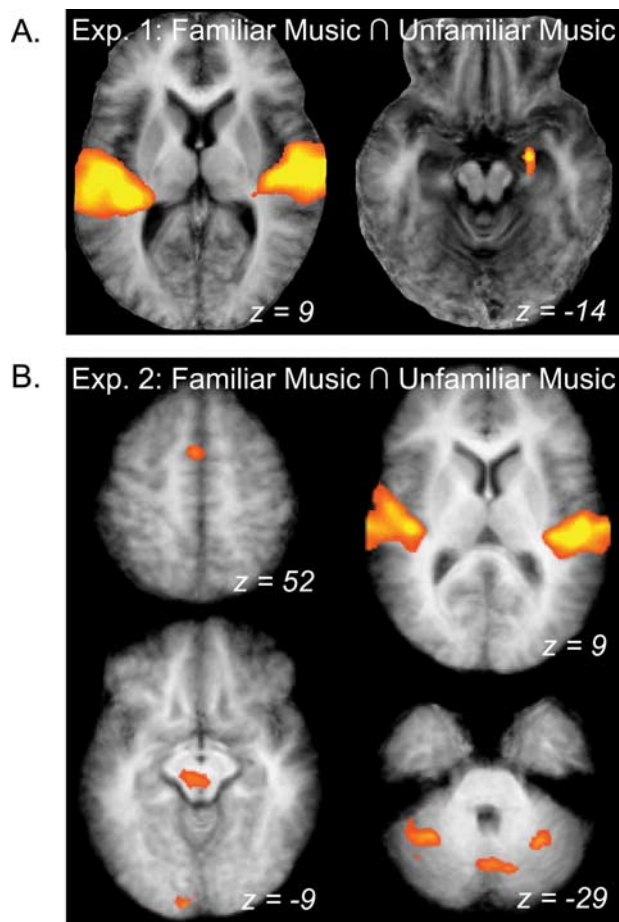 A. Exp. 1: Familiar Music ∩ Unfamiliar Music
z = 9
z = -14
B. Exp. 2: Familiar Music ∩ Unfamiliar Music
z = 52
z = 9
z = -9
z = -29